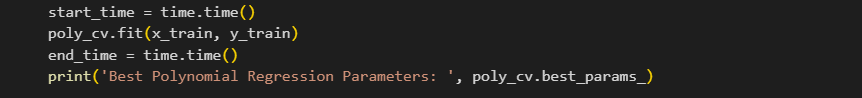 start_time = time.time()
poly_cv.fit(x_train, y_train)
end_time = time.time()
print('Best Polynomial Regression Parameters: ', poly_cv.best_params_)